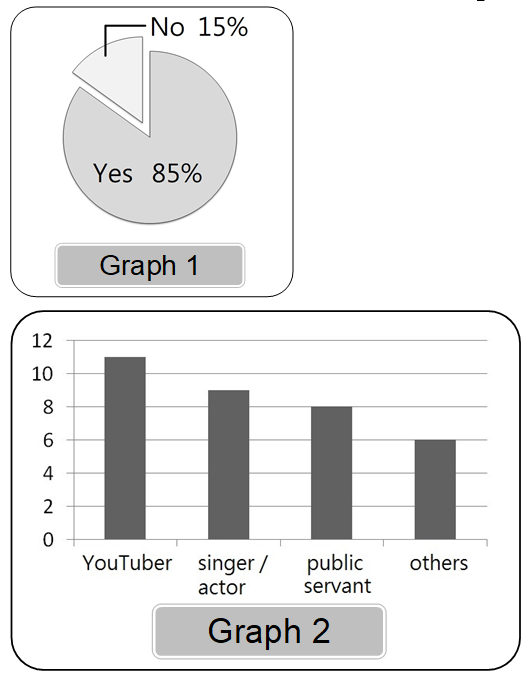 No 15%
Yes 85%
Graph 1
12
10
8
6
4
2
0
YouTuber singer / public others
actor servant
Graph 2